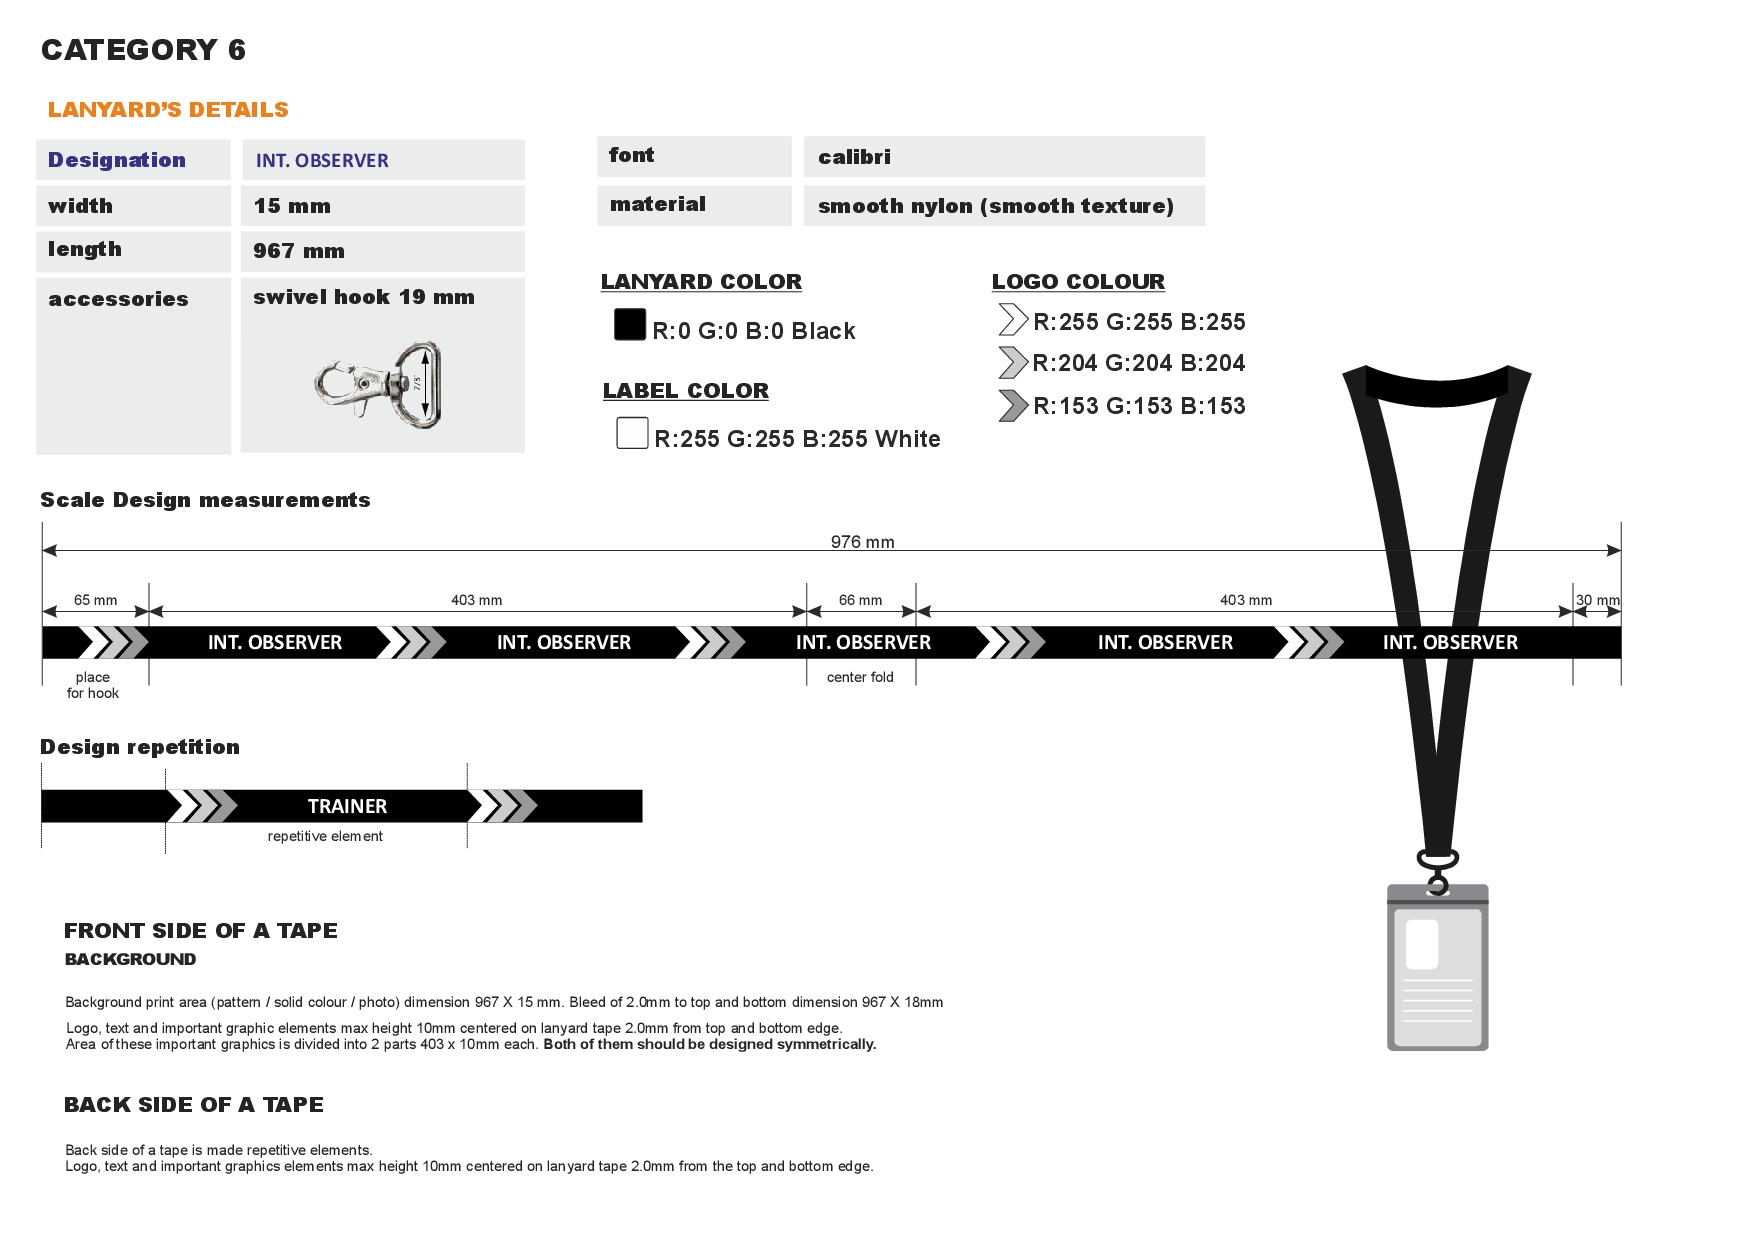 CATEGORY 6
LANYARD'S DETAILS
Designation INT. OBSERVER
width 15 mm
length 967 mm
accessories swivel hook 19 mm
7/8"
font calibri
material smooth nylon (smooth texture)
LANYARD COLOR
R:0 G:0 B:0 Black
LABEL COLOR
R:255 G:255 B:255 White
LOGO COLOUR
R:255 G:255 B:255
R:204 G:204 B:204
R:153 G:153 B:153
Scale Design measurements
976 mm
65 mm 403 mm 66 mm 403 mm 30 mm
INT. OBSERVER INT. OBSERVER INT. OBSERVER INT. OBSERVER INT. OBSERVER
place
for hook
center fold
Design repetition
TRAINER
repetitive element
FRONT SIDE OF A TAPE
BACKGROUND
Background print area (pattern / solid colour / photo) dimension 967 X 15 mm. Bleed of 2.0mm to top and bottom dimension 967 X 18mm
Logo, text and important graphic elements max height 10mm centered on lanyard tape 2.0mm from top and bottom edge.
Area of these important graphics is divided into 2 parts 403 x 10mm each. Both of them should be designed symmetrically.
BACK SIDE OF A TAPE
Back side of a tape is made repetitive elements.
Logo, text and important graphics elements max height 10mm centered on lanyard tape 2.0mm from the top and bottom edge.